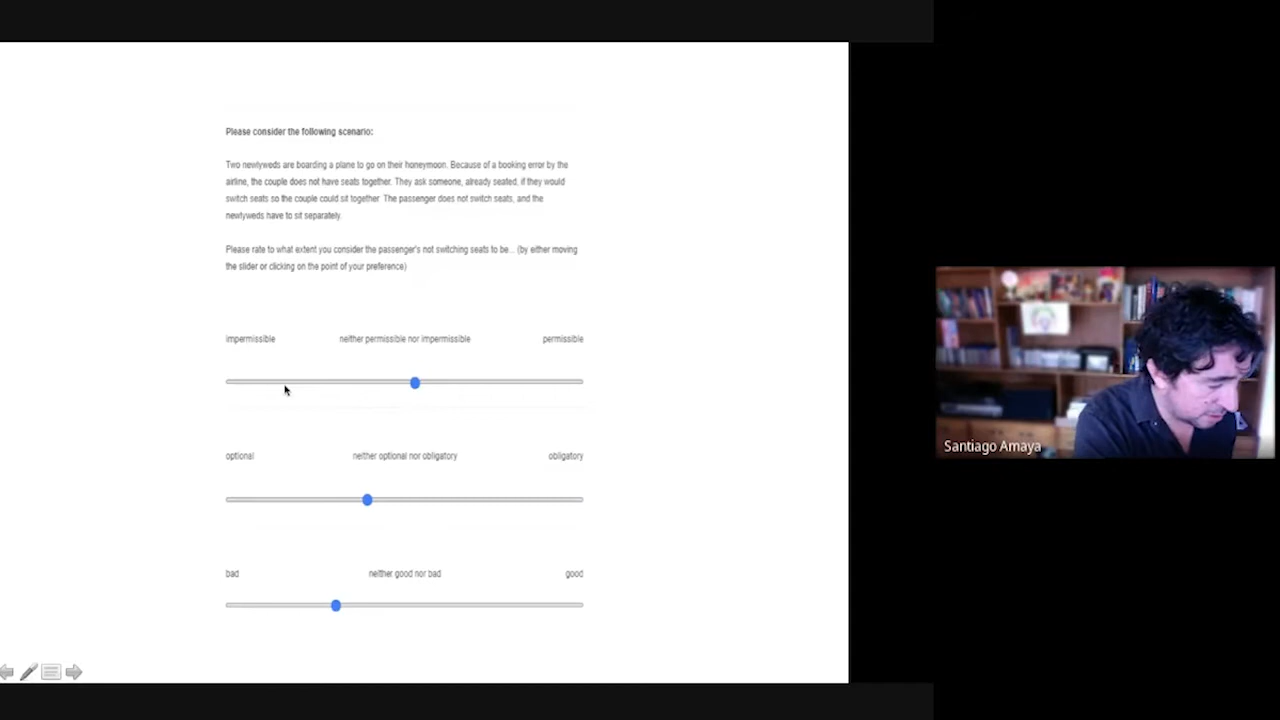 Please consider the following scenario:
Two newlyweds are boarding a plane to go on their honeymoon. Because of a booking error by the
airline, the couple does not have seats together. They ask someone, already seated, if they would
switch seats so the couple could sit together. The passenger does not switch seats, and the
newlyweds have to sit separately.
Please rate to what extent you consider the passenger's not switching seats to be... (by either moving
the slider or clicking on the point of your preference)
impermissible neither permissible nor impermissible permissible
optional neither optional nor obligatory obligatory
bad neither good nor bad good
Santiago Amaya